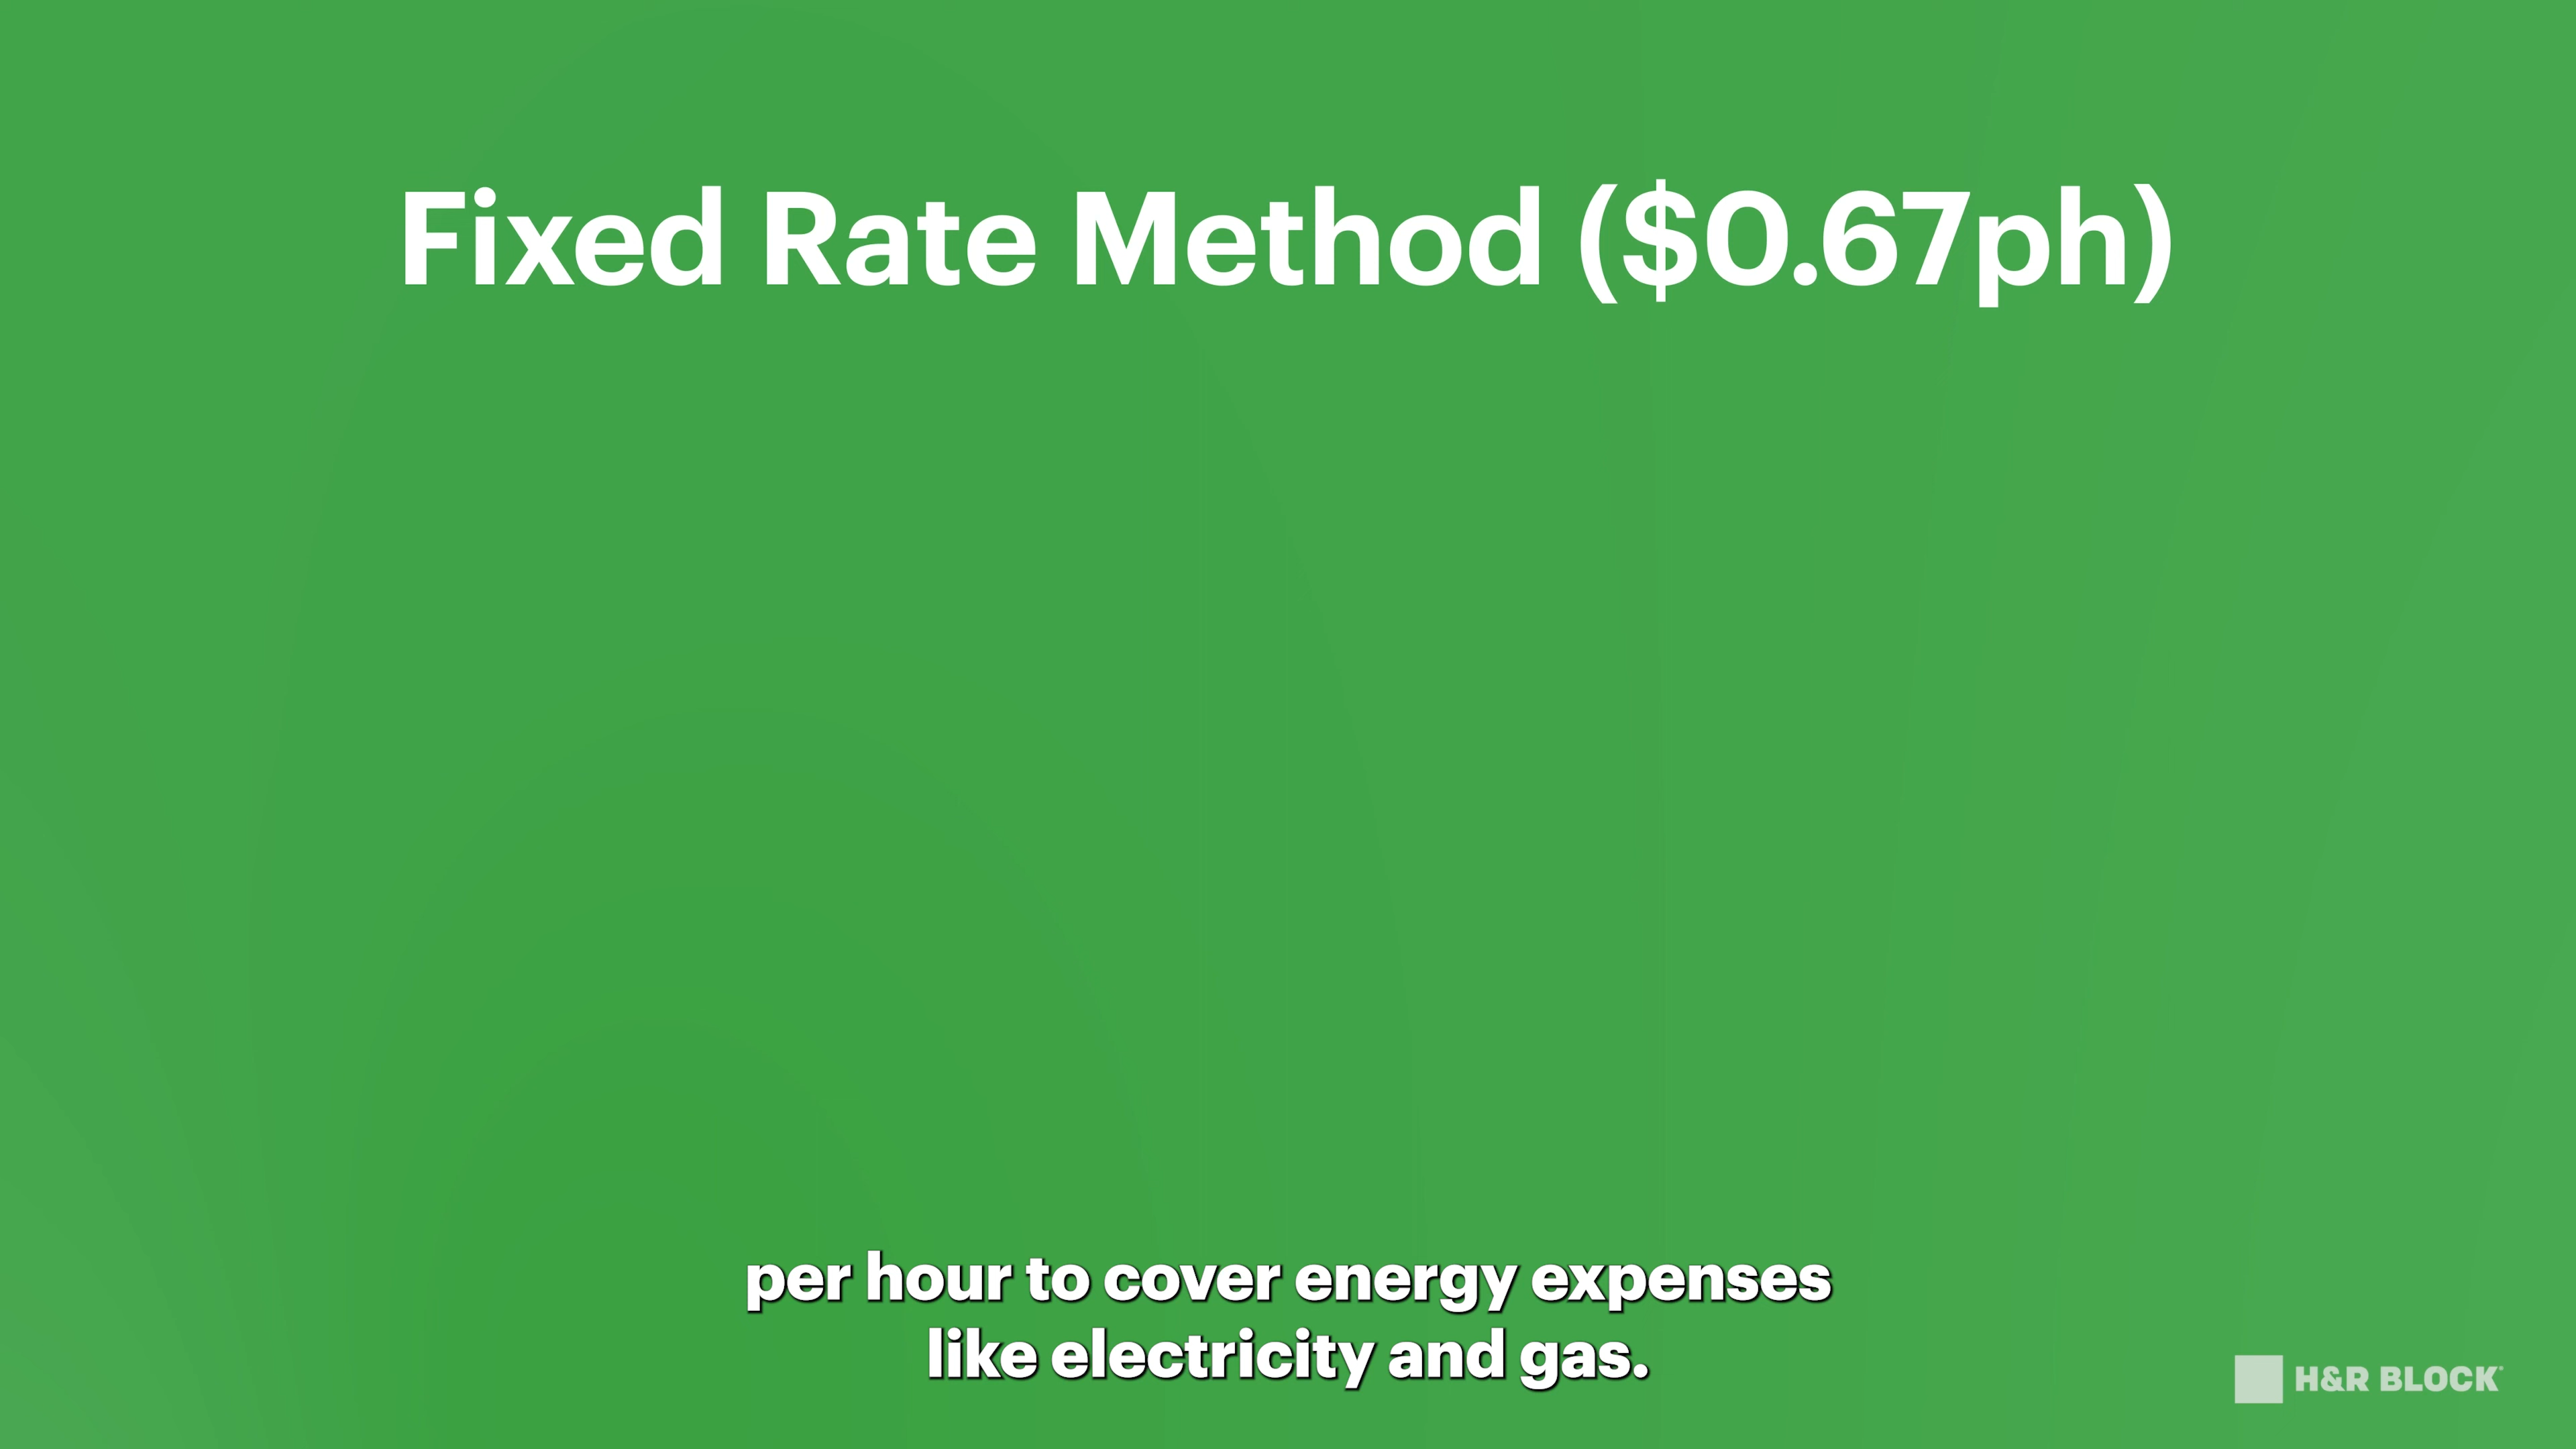 Fixed Rate Method ($0.67ph)
per hour to cover energy expenses
like electricity and gas.
H&R BLOCK